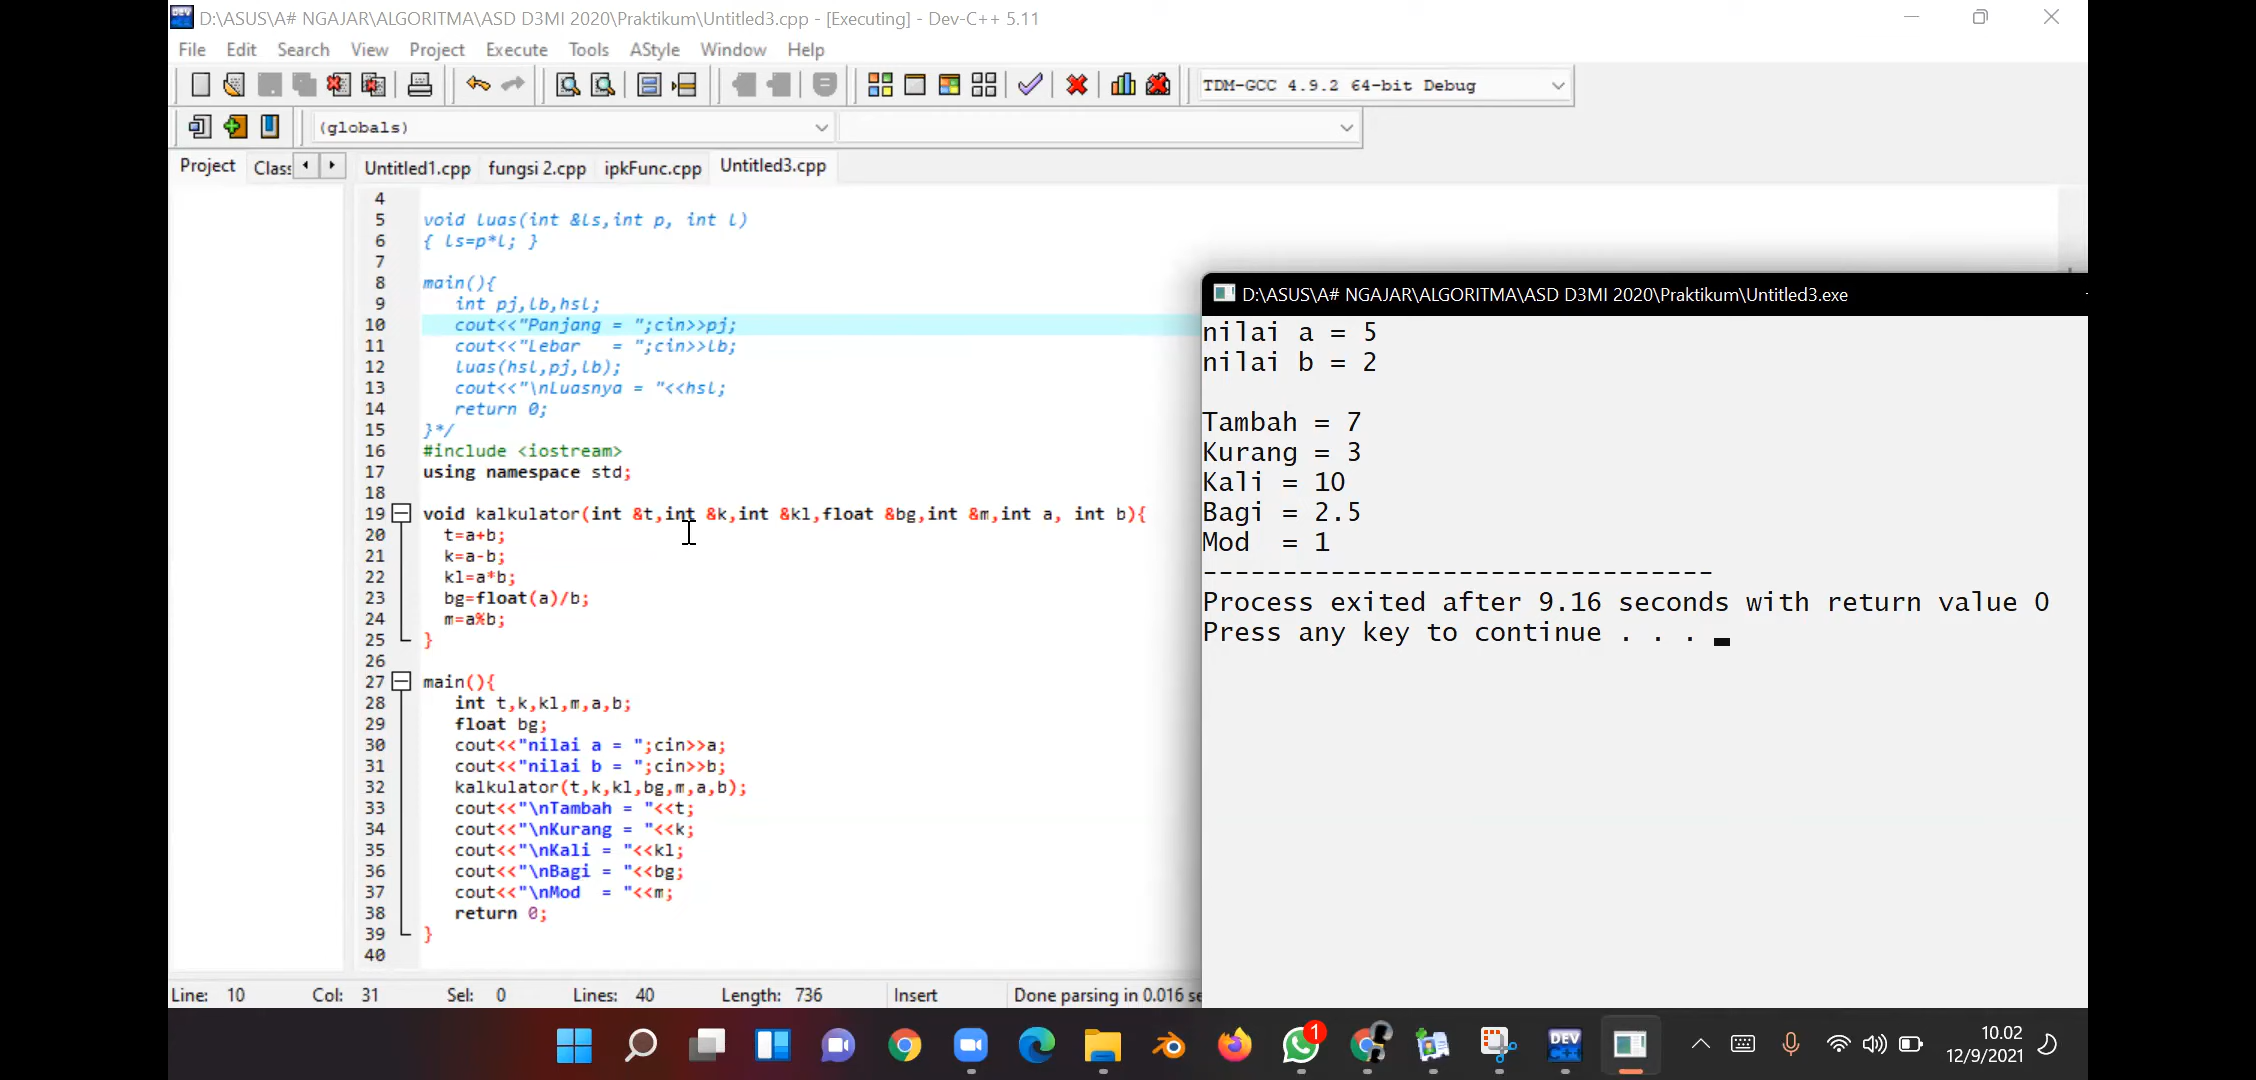 D:\ASUS\A# NGAJAR\ALGORITMA\ASD D3MI 2020\Praktikum\Untitled3.cpp - [Executing] - Dev-C++ 5.11
File Edit Search View Project Execute Tools AStyle Window Help
TDM-GCC 4.9.2 64-bit Debug
(globals)
Project Class Untitled1.cpp fungsi 2.cpp ipkFunc.cpp Untitled3.cpp
4
5 void luas(int &ls,int p, int l)
6 { ls=p*l; }
7
8 main(){
9 int pj,lb,hsl;
10 cout<<"Panjang = ";cin>>pj;
11 cout<<"Lebar   = ";cin>>lb;
12 luas(hsl,pj,lb);
13 cout<<"\nLuasnya = "<<hsl;
14 return 0;
15 }*/
16 #include <iostream>
17 using namespace std;
18
19 void kalkulator(int &t,int &k,int &kl,float &bg,int &m,int a, int b){
20 t=a+b;
21 k=a-b;
22 kl=a*b;
23 bg=float(a)/b;
24 m=a%b;
25 }
26
27 main(){
28 int t,k,kl,m,a,b;
29 float bg;
30 cout<<"nilai a = ";cin>>a;
31 cout<<"nilai b = ";cin>>b;
32 kalkulator(t,k,kl,bg,m,a,b);
33 cout<<"\nTambah = "<<t;
34 cout<<"\nKurang = "<<k;
35 cout<<"\nKali = "<<kl;
36 cout<<"\nBagi = "<<bg;
37 cout<<"\nMod  = "<<m;
38 return 0;
39 }
40
D:\ASUS\A# NGAJAR\ALGORITMA\ASD D3MI 2020\Praktikum\Untitled3.exe
nilai a = 5
nilai b = 2
Tambah = 7
Kurang = 3
Kali = 10
Bagi = 2.5
Mod  = 1
--------------------------------
Process exited after 9.16 seconds with return value 0
Press any key to continue . . .
Line: 10 Col: 31 Sel: 0 Lines: 40 Length: 736 Insert Done parsing in 0.016 se
DEV C++
1
DEV C++
10.02
12/9/2021